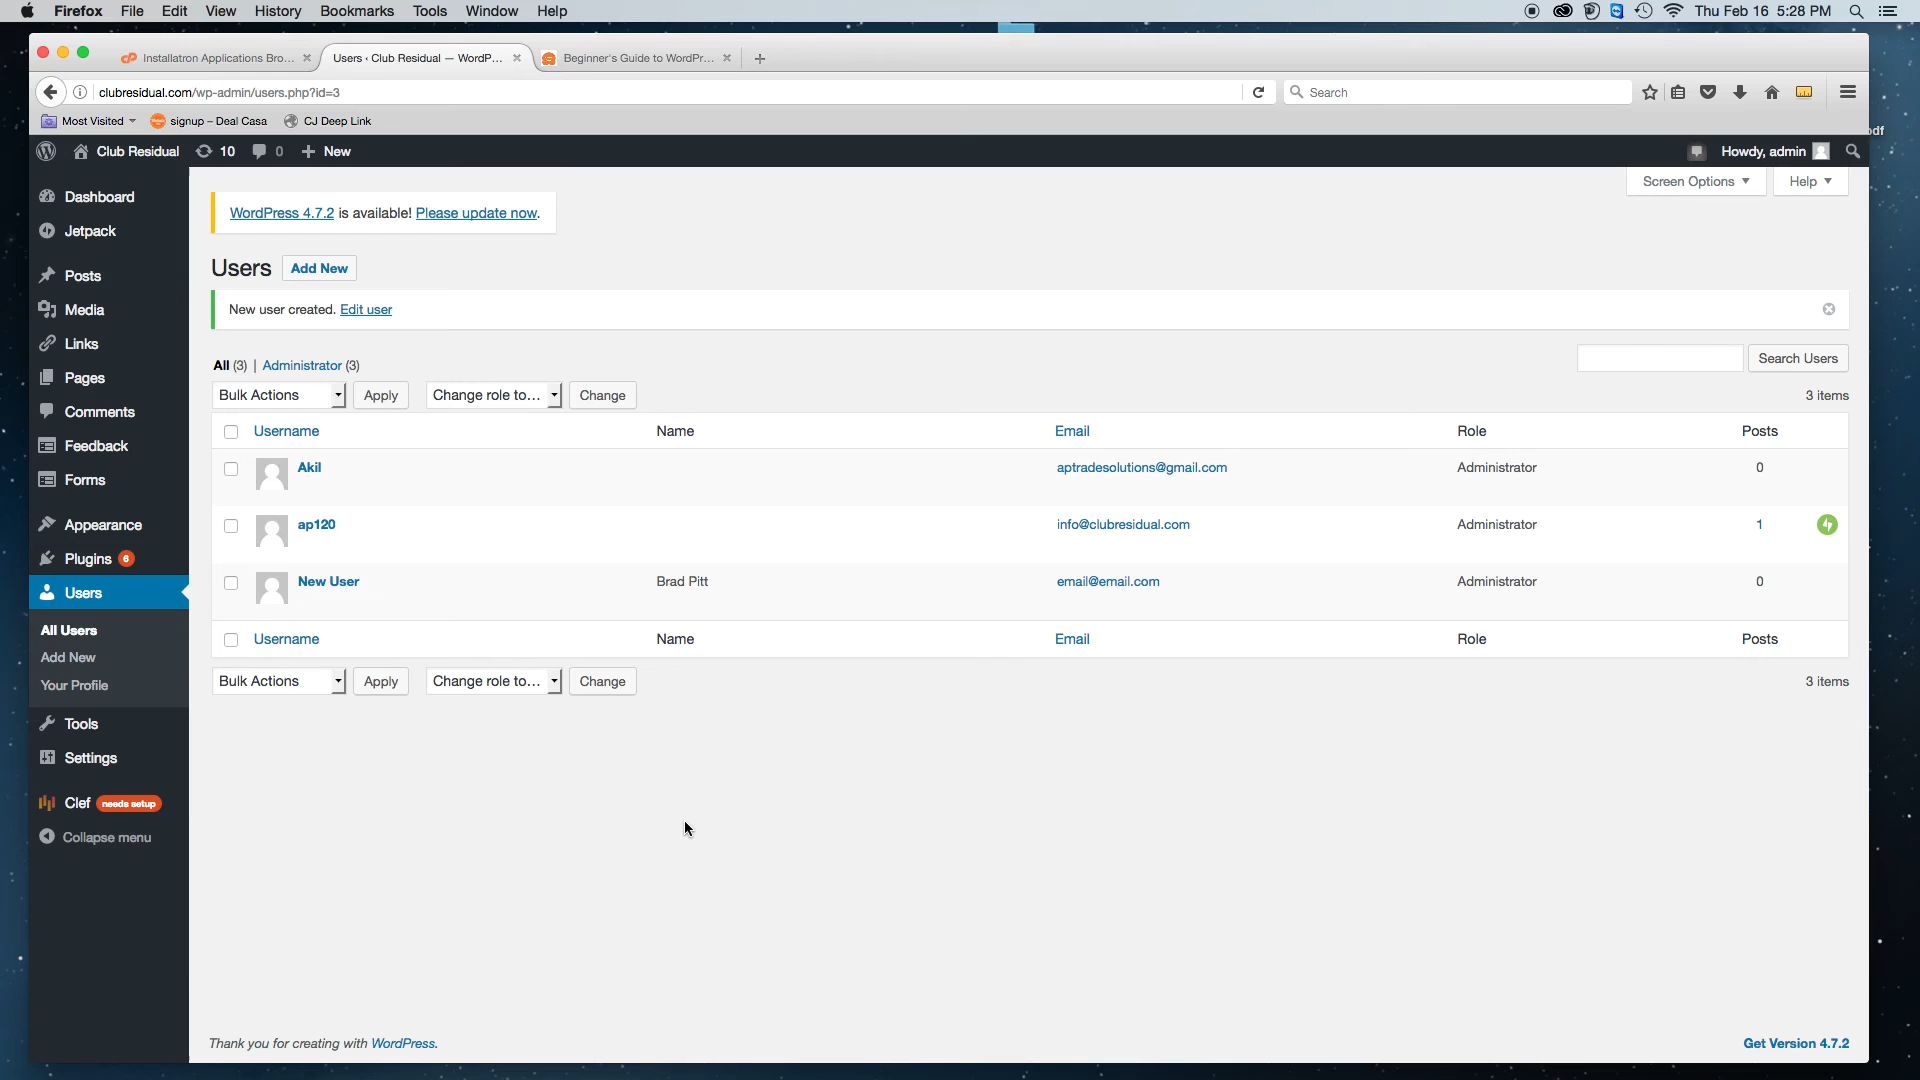 Firefox File Edit View History Bookmarks Tools Window Help Thu Feb 16 5:28 PM
Installatron Applications Bro... Users ‹ Club Residual — WordP... Beginner's Guide to WordPr...
clubresidual.com/wp-admin/users.php?id=3 Search
Most Visited signup – Deal Casa CJ Deep Link
odf
Club Residual 10 0 New Howdy, admin
Screen Options Help
Dashboard
Jetpack
Posts
Media
Links
Pages
Comments
Feedback
Forms
Appearance
Plugins 6
Users
All Users
Add New
Your Profile
Tools
Settings
Clef needs setup
Collapse menu
WordPress 4.7.2 is available! Please update now.
Users Add New
New user created. Edit user
All (3) | Administrator (3)
Search Users
Bulk Actions Apply Change role to... Change 3 items
Username Name Email Role Posts
Akil aptradesolutions@gmail.com Administrator 0
ap120 info@clubresidual.com Administrator 1
New User Brad Pitt email@email.com Administrator 0
Username Name Email Role Posts
Bulk Actions Apply Change role to... Change 3 items
Thank you for creating with WordPress. Get Version 4.7.2